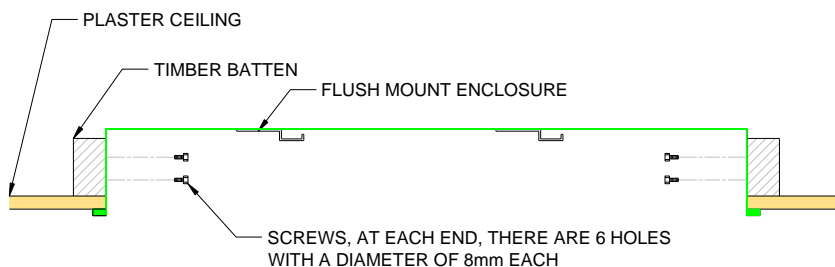 PLASTER CEILING
TIMBER BATTEN
FLUSH MOUNT ENCLOSURE
SCREWS, AT EACH END, THERE ARE 6 HOLES
WITH A DIAMETER OF 8mm EACH